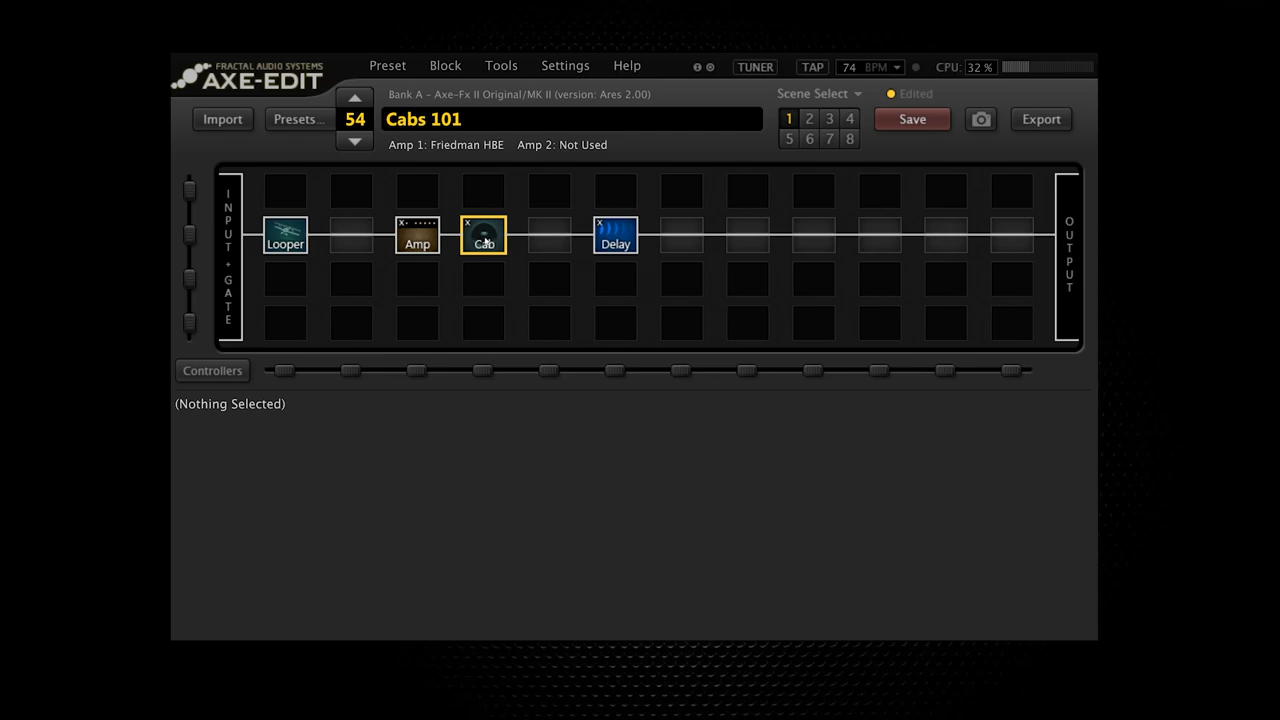 FRACTAL AUDIO SYSTEMS
AXE-EDIT
Preset Block Tools Settings Help
TUNER TAP 74 BPM CPU: 32 %
Bank A - Axe-Fx II Original/MK II (version: Ares 2.00)
Scene Select Edited
Import Presets... 54 Cabs 101 1 2 3 4 Save Export
Amp 1: Friedman HBE Amp 2: Not Used 5 6 7 8
INPUT + GATE
Looper Amp Cab Delay
OUTPUT
Controllers
(Nothing Selected)